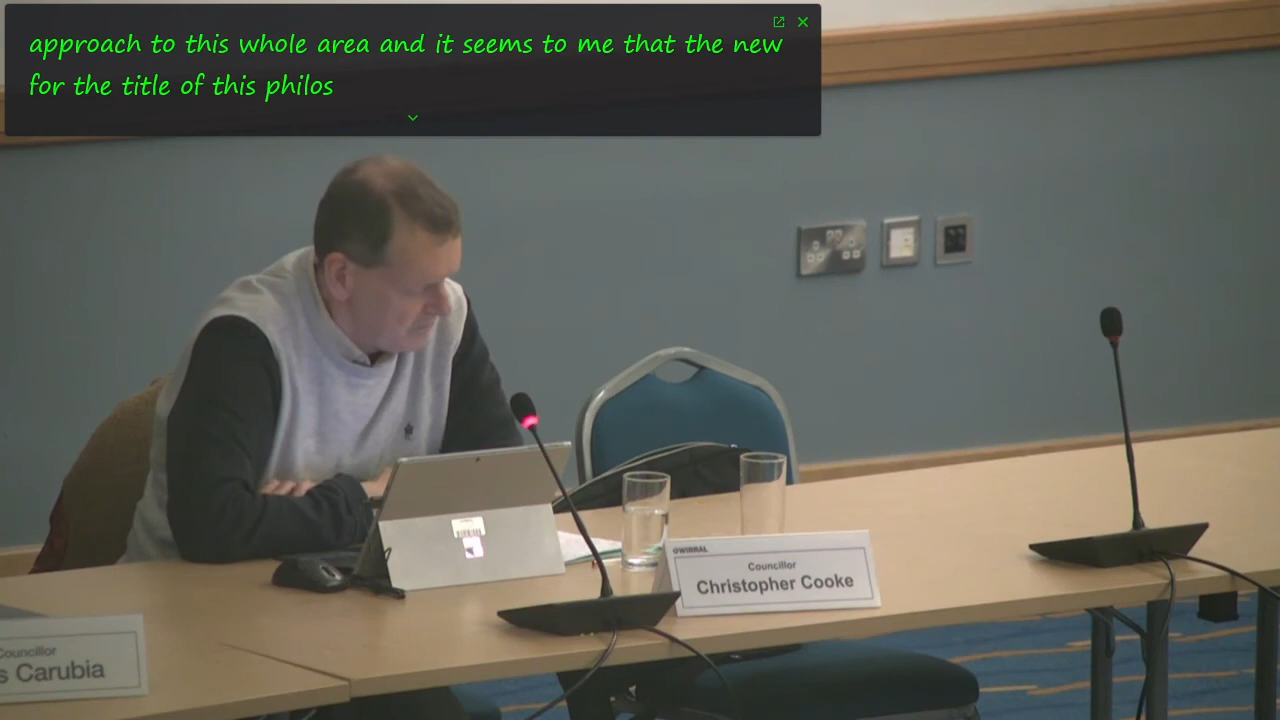 approach to this whole area and it seems to me that the new
for the title of this philos
WIRRAL
Councillor
Christopher Cooke
Councillor
s Carubia